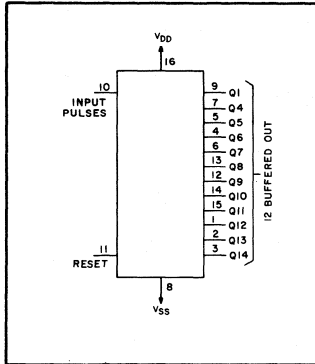 VDD
16
10
INPUT
PULSES
11
RESET
9 Q1
7 Q4
5 Q5
4 Q6
6 Q7
13 Q8
12 Q9
14 Q10
15 Q11
1 Q12
2 Q13
3 Q14
12 BUFFERED OUT
8
VSS